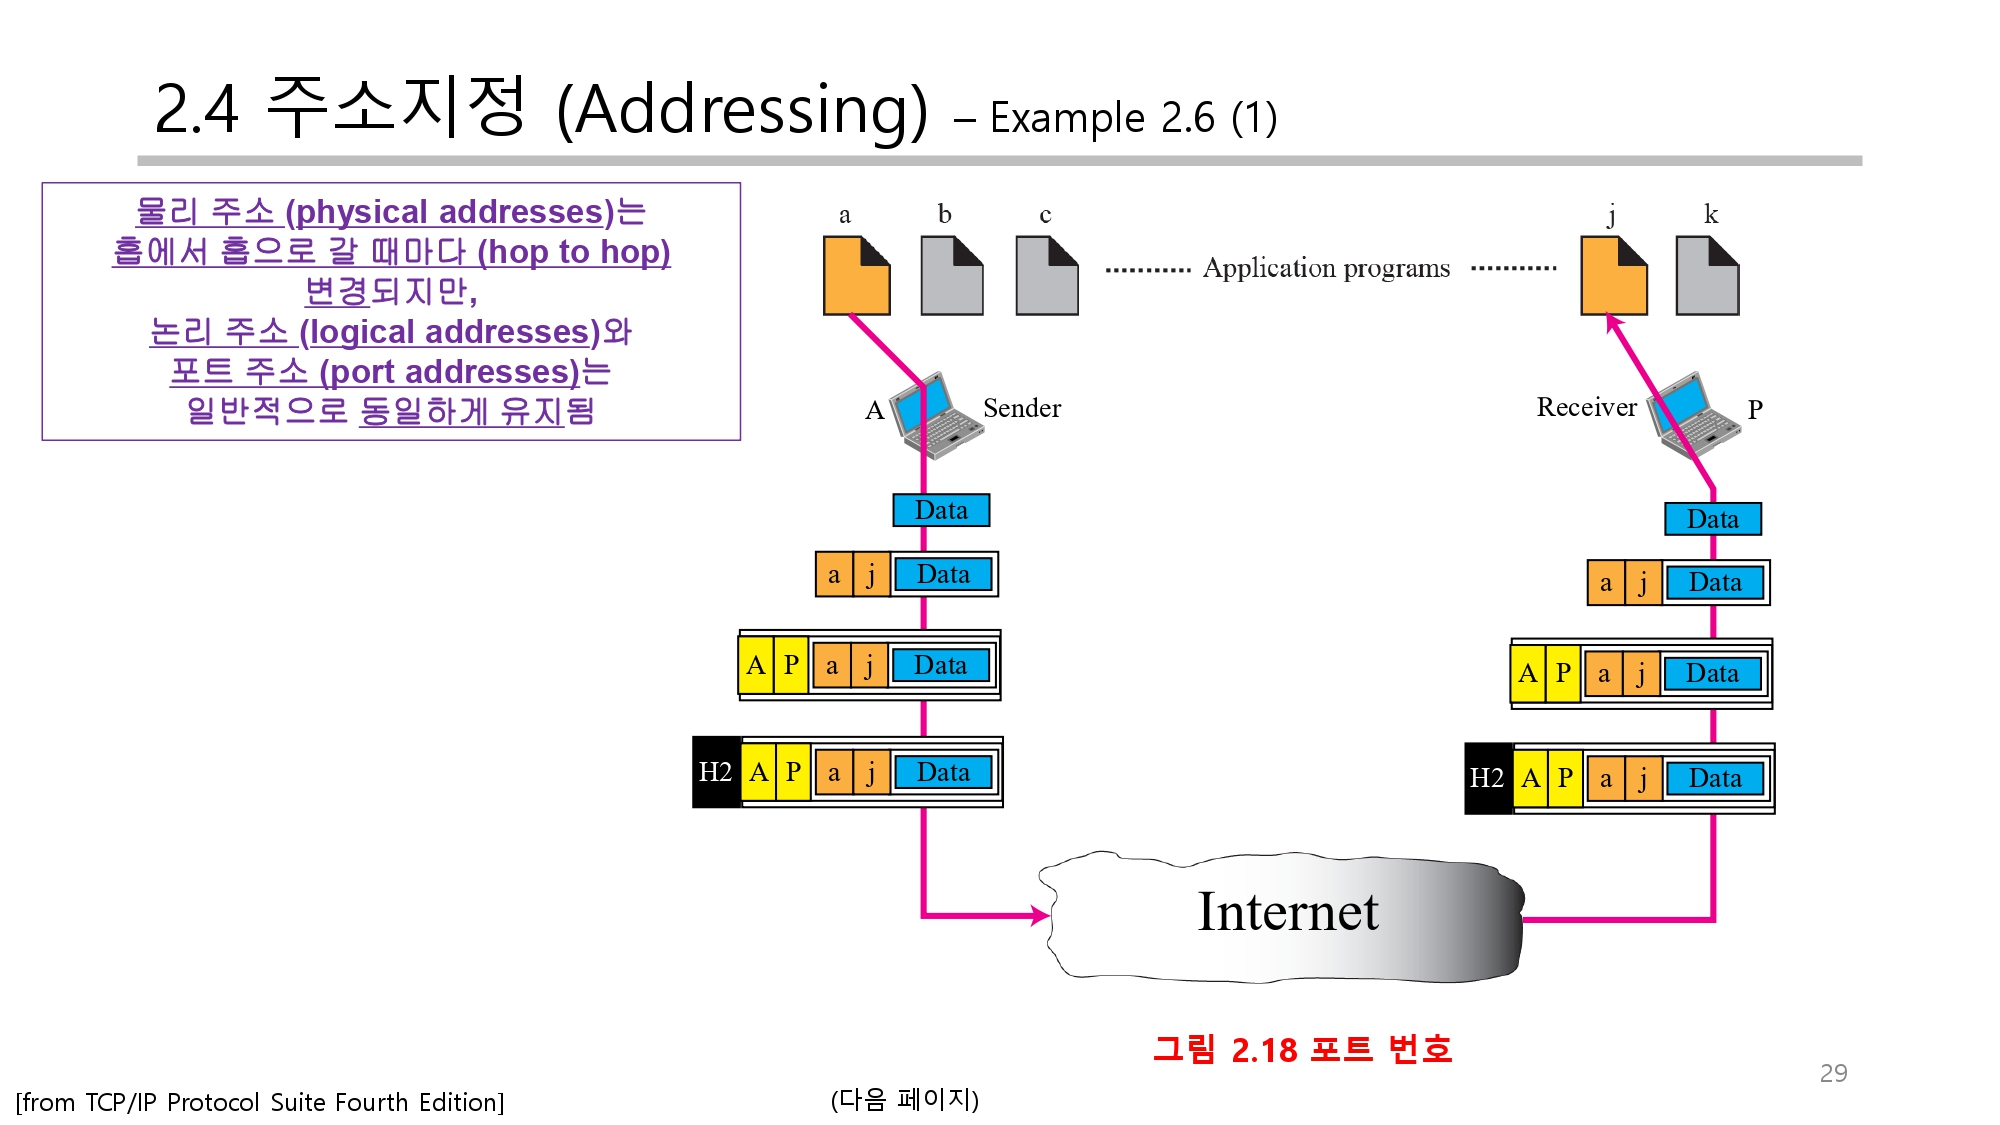 2.4 주소지정 (Addressing) – Example 2.6 (1)
물리 주소 (physical addresses)는
홉에서 홉으로 갈 때마다 (hop to hop)
변경되지만,
논리 주소 (logical addresses)와
포트 주소 (port addresses)는
일반적으로 동일하게 유지됨
a b c j k
Application programs
A Sender
Receiver P
Data
a j Data
A P a j Data
H2 A P a j Data
Data
a j Data
A P a j Data
H2 A P a j Data
Internet
그림 2.18 포트 번호
29
[from TCP/IP Protocol Suite Fourth Edition]
(다음 페이지)